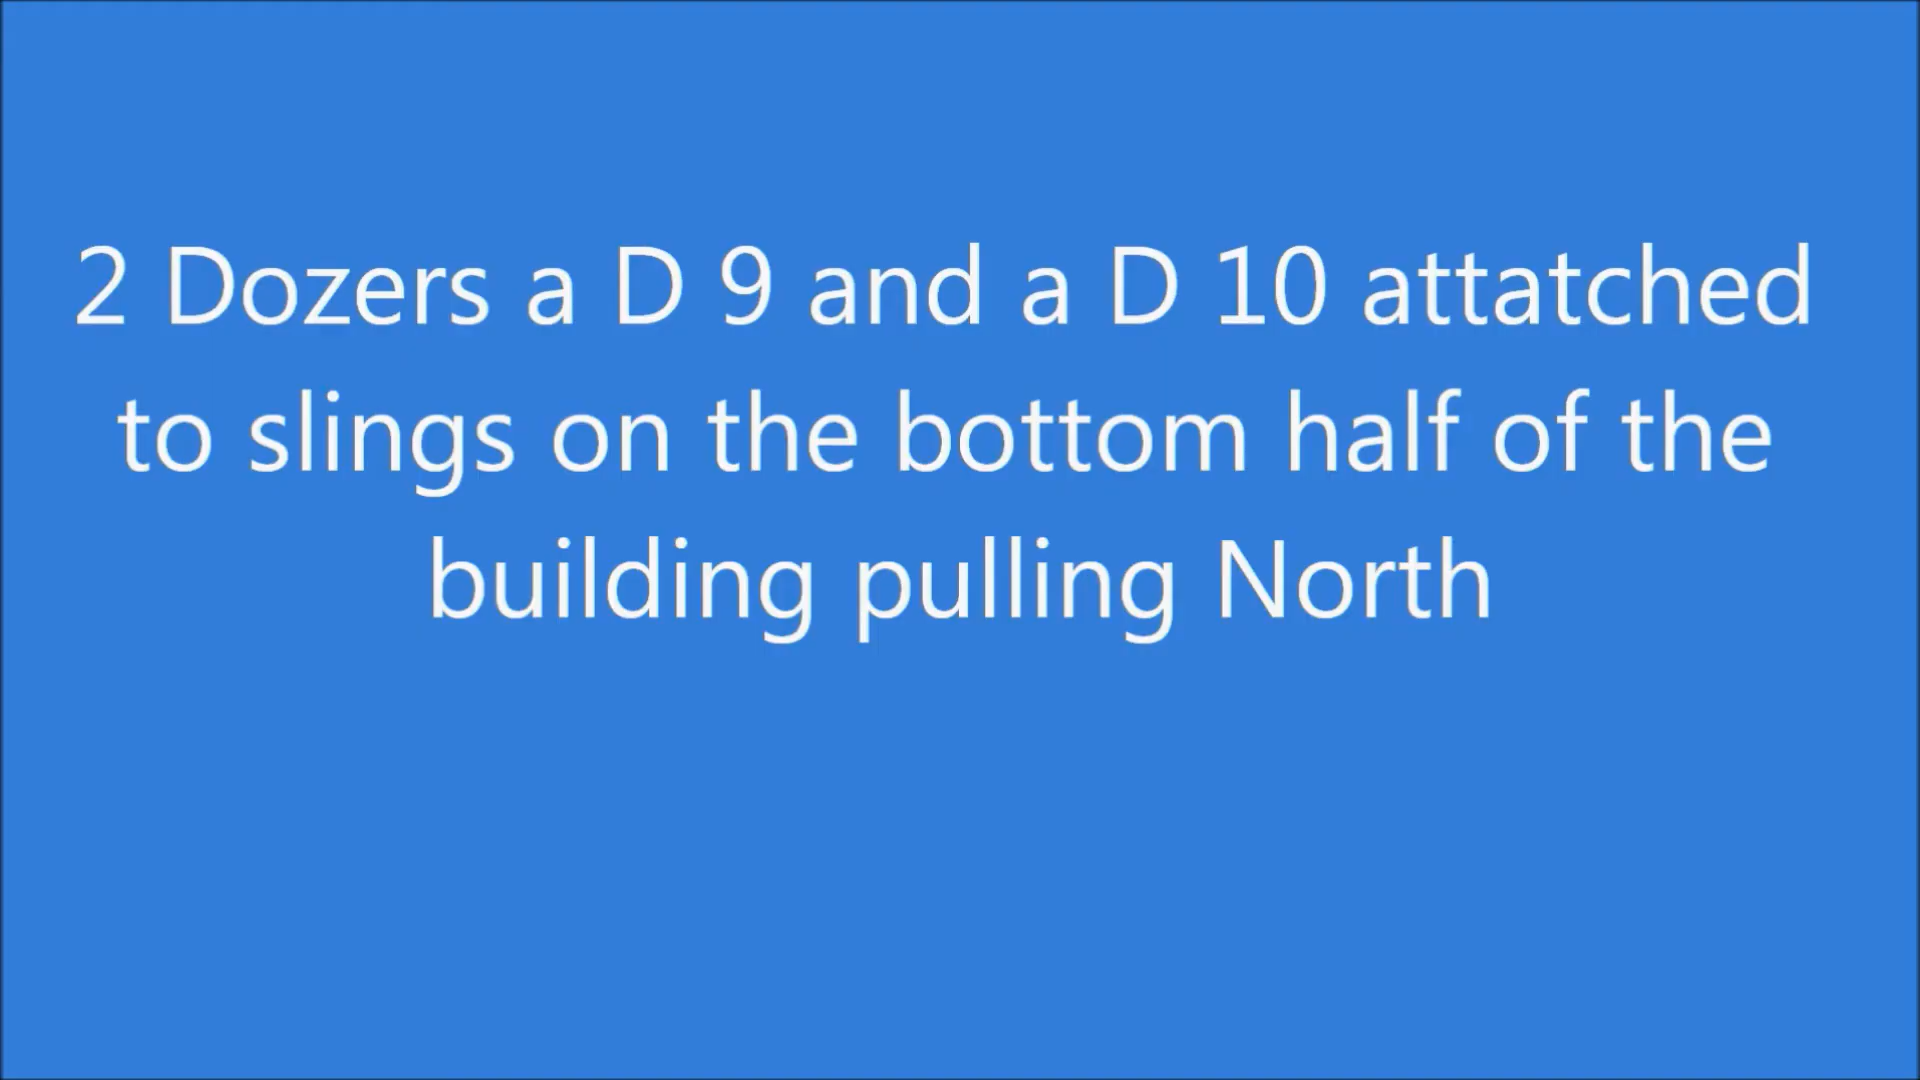 2 Dozers a D 9 and a D 10 attatched
to slings on the bottom half of the
building pulling North